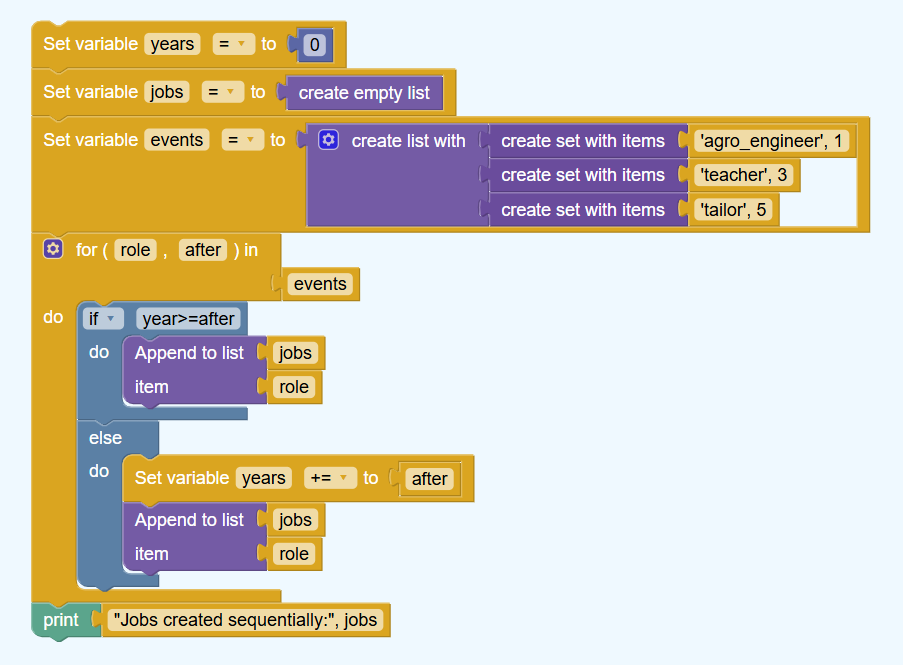 Set variable years = to 0
Set variable jobs = to create empty list
Set variable events = to create list with create set with items 'agro_engineer', 1
create set with items 'teacher', 3
create set with items 'tailor', 5
for ( role , after ) in
events
do if year>=after
do Append to list jobs
item role
else
do Set variable years += to after
Append to list jobs
item role
print "Jobs created sequentially:", jobs